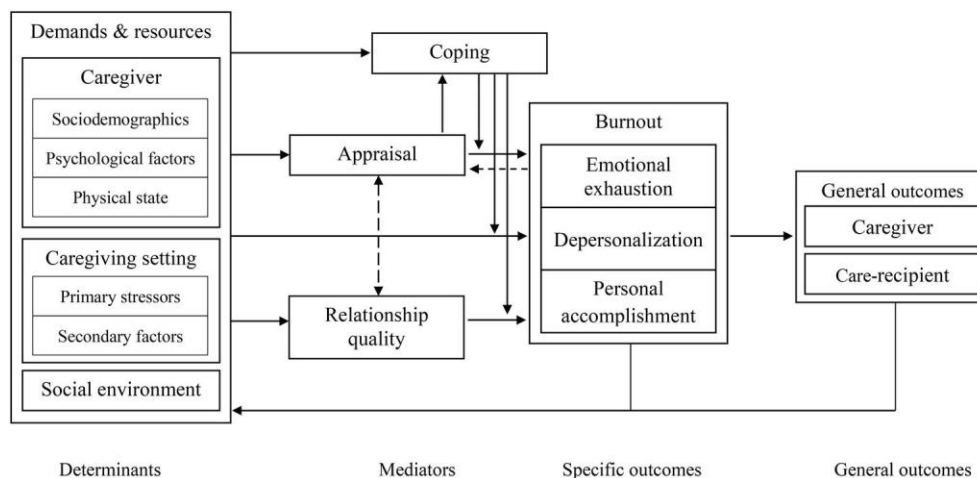 Demands & resources
Caregiver
Sociodemographics
Psychological factors
Physical state
Caregiving setting
Primary stressors
Secondary factors
Social environment
Coping
Appraisal
Relationship
quality
Burnout
Emotional
exhaustion
Depersonalization
Personal
accomplishment
General outcomes
Caregiver
Care-recipient
Determinants
Mediators
Specific outcomes
General outcomes